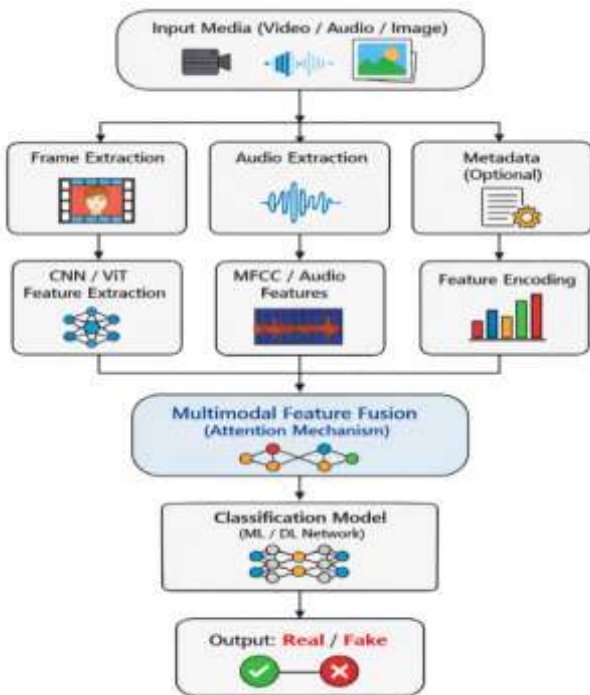 Input Media (Video / Audio / Image)
Frame Extraction
Audio Extraction
Metadata
(Optional)
CNN / ViT
Feature Extraction
MFCC / Audio
Features
Feature Encoding
Multimodal Feature Fusion
(Attention Mechanism)
Classification Model
(ML / DL Network)
Output: Real / Fake